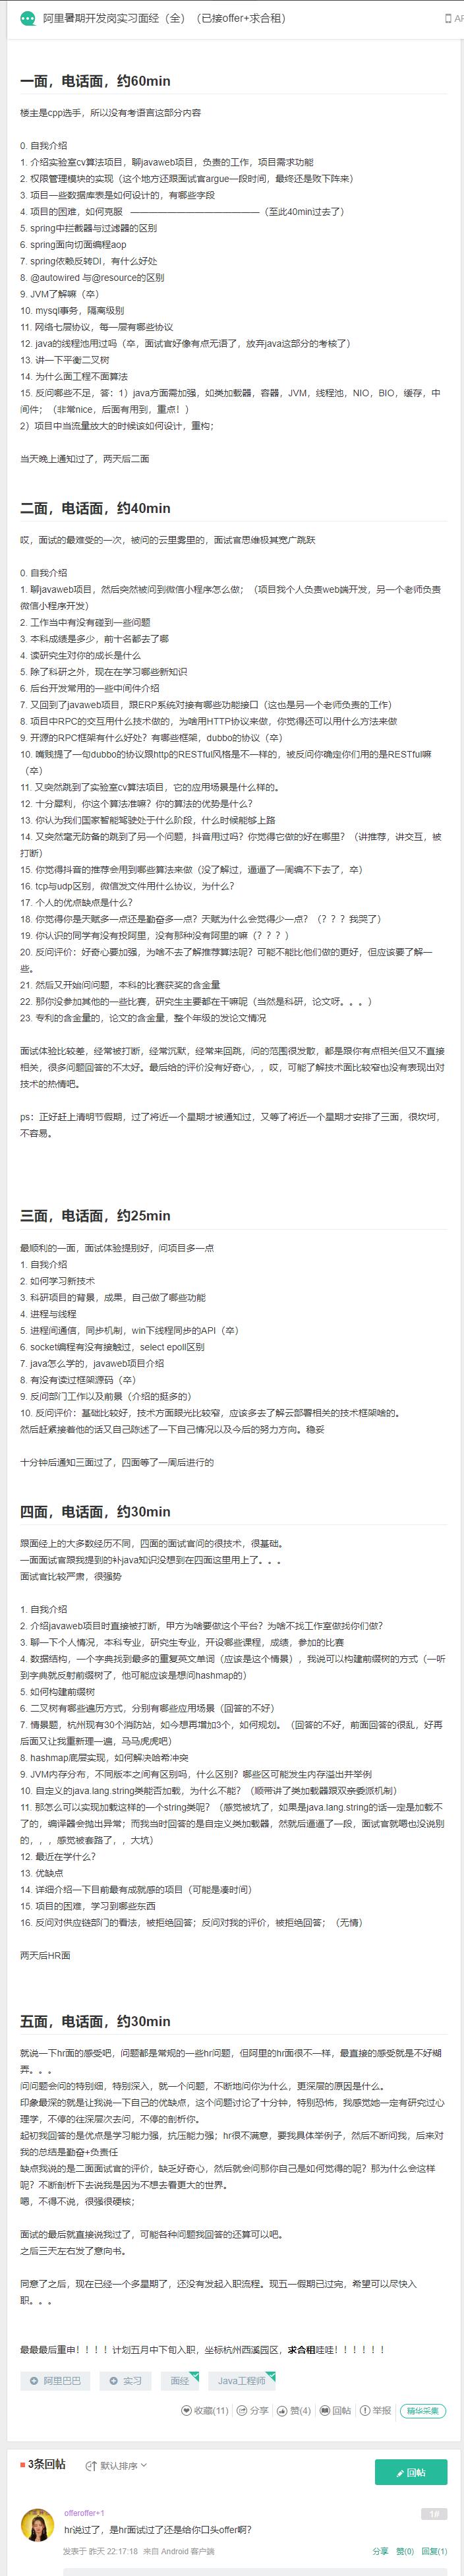 阿里暑期开发岗实习面经（全）（已接offer+求合租）
一面，电话面，约60min
楼主是cpp选手，所以没有考语言这部分内容
0. 自我介绍
1. 介绍实验室cv算法项目，聊javaweb项目，负责的工作，项目需求功能
2. 权限管理模块的实现（这个地方还跟面试官argue一段时间，最终还是败下阵来）
3. 项目一些数据库表是如何设计的，有哪些字段
4. 项目的困难，如何克服 ——————————————（至此40min过去了）
5. spring中拦截器与过滤器的区别
6. spring面向切面编程aop
7. spring依赖反转DI，有什么好处
8. @autowired 与@resource的区别
9. JVM了解嘛（卒）
10. mysql事务，隔离级别
11. 网络七层协议，每一层有哪些协议
12. java的线程池用过吗（卒，面试官好像有点无语了，放弃java这部分的考核了）
13. 讲一下平衡二叉树
14. 为什么面工程不面算法
15. 反问哪些不足，答：1）java方面需加强，如类加载器，容器，JVM，线程池，NIO，BIO，缓存，中
间件；（非常nice，后面有用到，重点！）
2）项目中当流量放大的时候该如何设计，重构；
当天晚上通知过了，两天后二面
二面，电话面，约40min
哎，面试的最难受的一次，被问的云里雾里的，面试官思维极其宽广跳跃
0. 自我介绍
1. 聊javaweb项目，然后突然被问到微信小程序怎么做；（项目我个人负责web端开发，另一个老师负责
微信小程序开发）
2. 工作当中有没有碰到一些问题
3. 本科成绩是多少，前十名都去了哪
4. 读研究生对你的成长是什么
5. 除了科研之外，现在在学习哪些新知识
6. 后台开发常用的一些中间件介绍
7. 又回到了javaweb项目，跟ERP系统对接有哪些功能接口（这也是另一个老师负责的工作）
8. 项目中RPC的交互用什么技术做的，为啥用HTTP协议来做，你觉得还可以用什么方法来做
9. 开源的RPC框架有什么好处？有哪些框架，dubbo的协议（卒）
10. 嘴贱提了一句dubbo的协议跟http的RESTful风格是不一样的，被反问你确定你们用的是RESTful嘛
（卒）
11. 又突然跳到了实验室cv算法项目，它的应用场景是什么样的。
12. 十分犀利，你这个算法准嘛？你的算法的优势是什么？
13. 你认为我们国家智能驾驶处于什么阶段，什么时候能够上路
14. 又突然毫无防备的跳到了另一个问题，抖音用过吗？你觉得它做的好在哪里？（讲推荐，讲交互，被
打断）
15. 你觉得抖音的推荐会用到哪些算法来做（没了解过，逼逼了一周编不下去了，卒）
16. tcp与udp区别，微信发文件用什么协议，为什么？
17. 个人的优点缺点是什么？
18. 你觉得你是天赋多一点还是勤奋多一点？天赋为什么会觉得少一点？（？？？我哭了）
19. 你认识的同学有没有投阿里，没有那种没有阿里的嘛（？？？）
20. 反问评价：好奇心要加强，为啥不去了解推荐算法呢？可能不能比他们做的更好，但应该要了解一
些。
21. 然后又开始问问题，本科的比赛获奖的含金量
22. 那你没参加其他的一些比赛，研究生主要都在干嘛呢（当然是科研，论文呀。。。）
23. 专利的含金量的，论文的含金量，整个年级的发论文情况
面试体验比较差，经常被打断，经常沉默，经常来回跳，问的范围很发散，都是跟你有点相关但又不直接
相关，很多问题回答的不太好。最后给的评价没有好奇心，，哎，可能了解技术面比较窄也没有表现出对
技术的热情吧。
ps：正好赶上清明节假期，过了将近一个星期才被通知过，又等了将近一个星期才安排了三面，很坎坷，
不容易。
三面，电话面，约25min
最顺利的一面，面试体验提别好，问项目多一点
1. 自我介绍
2. 如何学习新技术
3. 科研项目的背景，成果，自己做了哪些功能
4. 进程与线程
5. 进程间通信，同步机制，win下线程同步的API（卒）
6. socket编程有没有接触过，select epoll区别
7. java怎么学的，javaweb项目介绍
8. 有没有读过框架源码（卒）
9. 反问部门工作以及前景（介绍的挺多的）
10. 反问评价：基础比较好，技术方面眼光比较窄，应该多去了解云部署相关的技术框架啥的。
然后赶紧接着他的话又自己陈述了一下自己情况以及今后的努力方向。稳妥
十分钟后通知三面过了，四面等了一周后进行的
四面，电话面，约30min
跟面经上的大多数经历不同，四面的面试官问的很技术，很基础。
一面面试官跟我提到的补java知识没想到在四面这里用上了。。。
面试官比较严肃，很强势
1. 自我介绍
2. 介绍javaweb项目时直接被打断，甲方为啥要做这个平台？为啥不找工作室做找你们做？
3. 聊一下个人情况，本科专业，研究生专业，开设哪些课程，成绩，参加的比赛
4. 数据结构，一个字典找到最多的重复英文单词（应该是这个情景），我说可以构建前缀树的方式（一听
到字典就反射前缀树了，他可能应该是想问hashmap的）
5. 如何构建前缀树
6. 二叉树有哪些遍历方式，分别有哪些应用场景（回答的不好）
7. 情景题，杭州现有30个消防站，如今想再增加3个，如何规划。（回答的不好，前面回答的很乱，好再
后面又让我重新理一遍，马马虎虎吧）
8. hashmap底层实现，如何解决哈希冲突
9. JVM内存分布，不同版本之间有区别吗，什么区别？哪些区可能发生内存溢出并举例
10. 自定义的java.lang.string类能否加载，为什么不能？（顺带讲了类加载器跟双亲委派机制）
11. 那怎么可以实现加载这样的一个string类呢？（感觉被坑了，如果是java.lang.string的话一定是加载不
了的，编译器会抛出异常；而我当时回答的是自定义类加载器，然就后逼逼了一段，面试官就嗯也没说别
的，，，感觉被套路了，，大坑）
12. 最近在学什么？
13. 优缺点
14. 详细介绍一下目前最有成就感的项目（可能是凑时间）
15. 项目的困难，学习到哪些东西
16. 反问对供应链部门的看法，被拒绝回答；反问对我的评价，被拒绝回答；（无情）
两天后HR面
五面，电话面，约30min
就说一下hr面的感受吧，问题都是常规的一些hr问题，但阿里的hr面很不一样，最直接的感受就是不好糊
弄。。。
问问题会问的特别细，特别深入，就一个问题，不断地问你为什么，更深层的原因是什么。
印象最深的就是让我说一下自己的优缺点，这个问题讨论了十分钟，特别恐怖，我感觉她一定有研究过心
理学，不停的往深层次去问，不停的剖析你。
起初我回答的是优点是学习能力强，抗压能力强；hr很不满意，要我具体举例子，然后不断问我，后来对
我的总结是勤奋+负责任
缺点我说的是二面面试官的评价，缺乏好奇心，然后就会问那你自己是如何觉得的呢？那为什么会这样
呢？不断剖析下去说我是因为不想去看更大的世界。
嗯，不得不说，很强很硬核；
面试的最后就直接说我过了，可能各种问题我回答的还算可以吧。
之后三天左右发了意向书。
同意了之后，现在已经一个多星期了，还没有发起入职流程。现五一假期已过完，希望可以尽快入
职。。。
最最最后重申！！！！计划五月中下旬入职，坐标杭州西溪园区，求合租哇哇！！！！！！
阿里巴巴 实习 面经 Java工程师
收藏(11) 分享 赞(4) 回帖 举报 精华采集
3条回帖 默认排序 回帖
offeroffer+1 1#
hr说过了，是hr面试过了还是给你口头offer啊？
发表于 昨天 22:17:18 来自 Android 客户端 分享 赞(0) 回复(1)